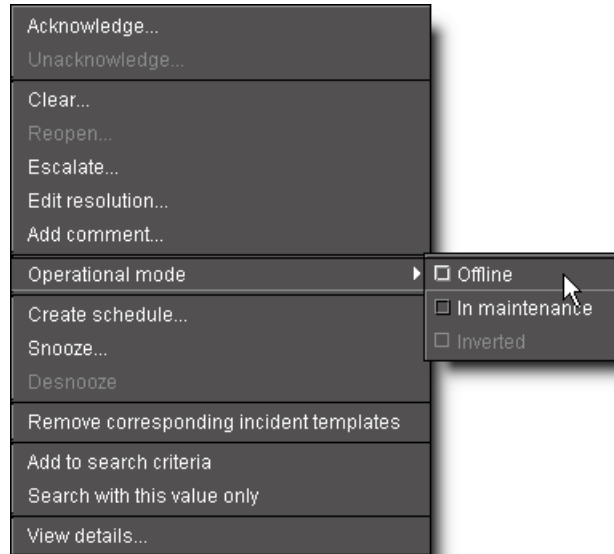 Acknowledge...
Unacknowledge...
Clear...
Reopen...
Escalate...
Edit resolution...
Add comment...
Operational mode
Offline
In maintenance
Inverted
Create schedule...
Snooze...
Desnooze
Remove corresponding incident templates
Add to search criteria
Search with this value only
View details...